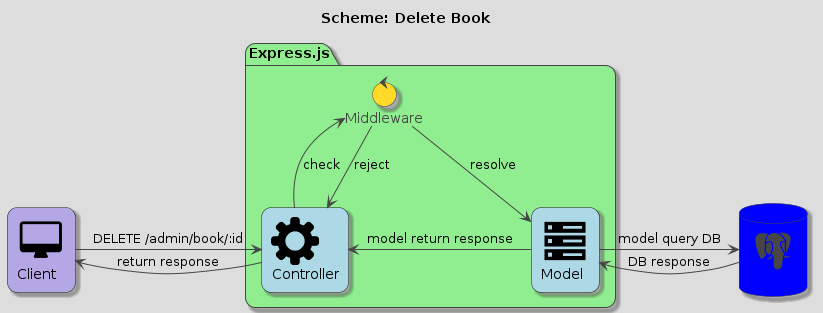 Scheme: Delete Book
Express.js
Middleware
check
reject
resolve
DELETE /admin/book/:id
model return response
model query DB
return response
DB response
Client
Controller
Model